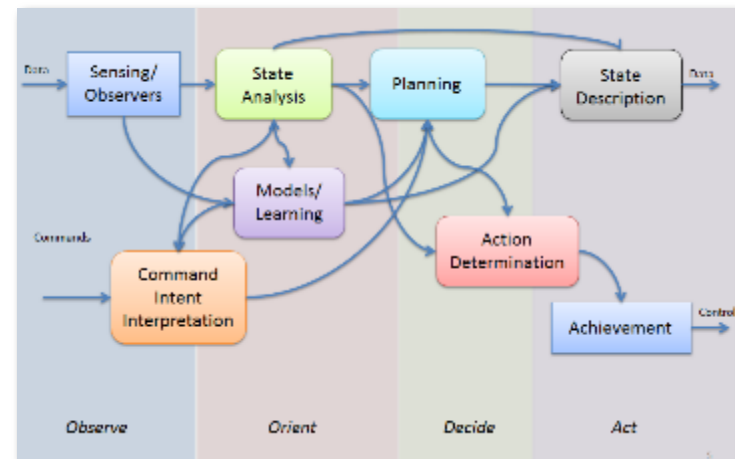 Data
Sensing/
Observers
State
Analysis
Planning
State
Description
Data
Models/
Learning
Commands
Command
Intent
Interpretation
Action
Determination
Achievement
Control
Observe
Orient
Decide
Act